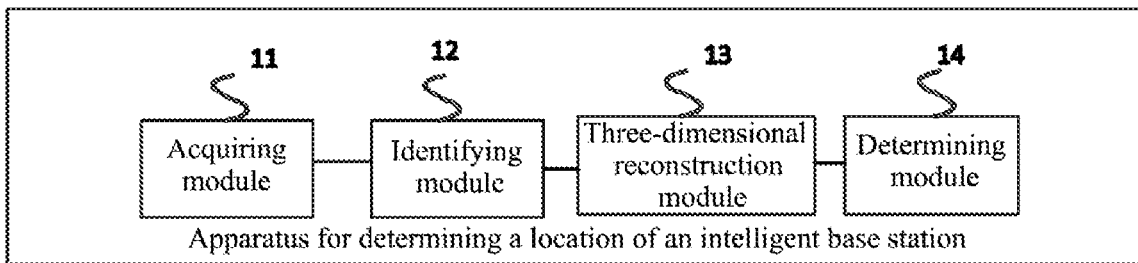 11
12
13
14
Acquiring
module
Identifying
module
Three-dimensional
reconstruction
module
Determining
module
Apparatus for determining a location of an intelligent base station